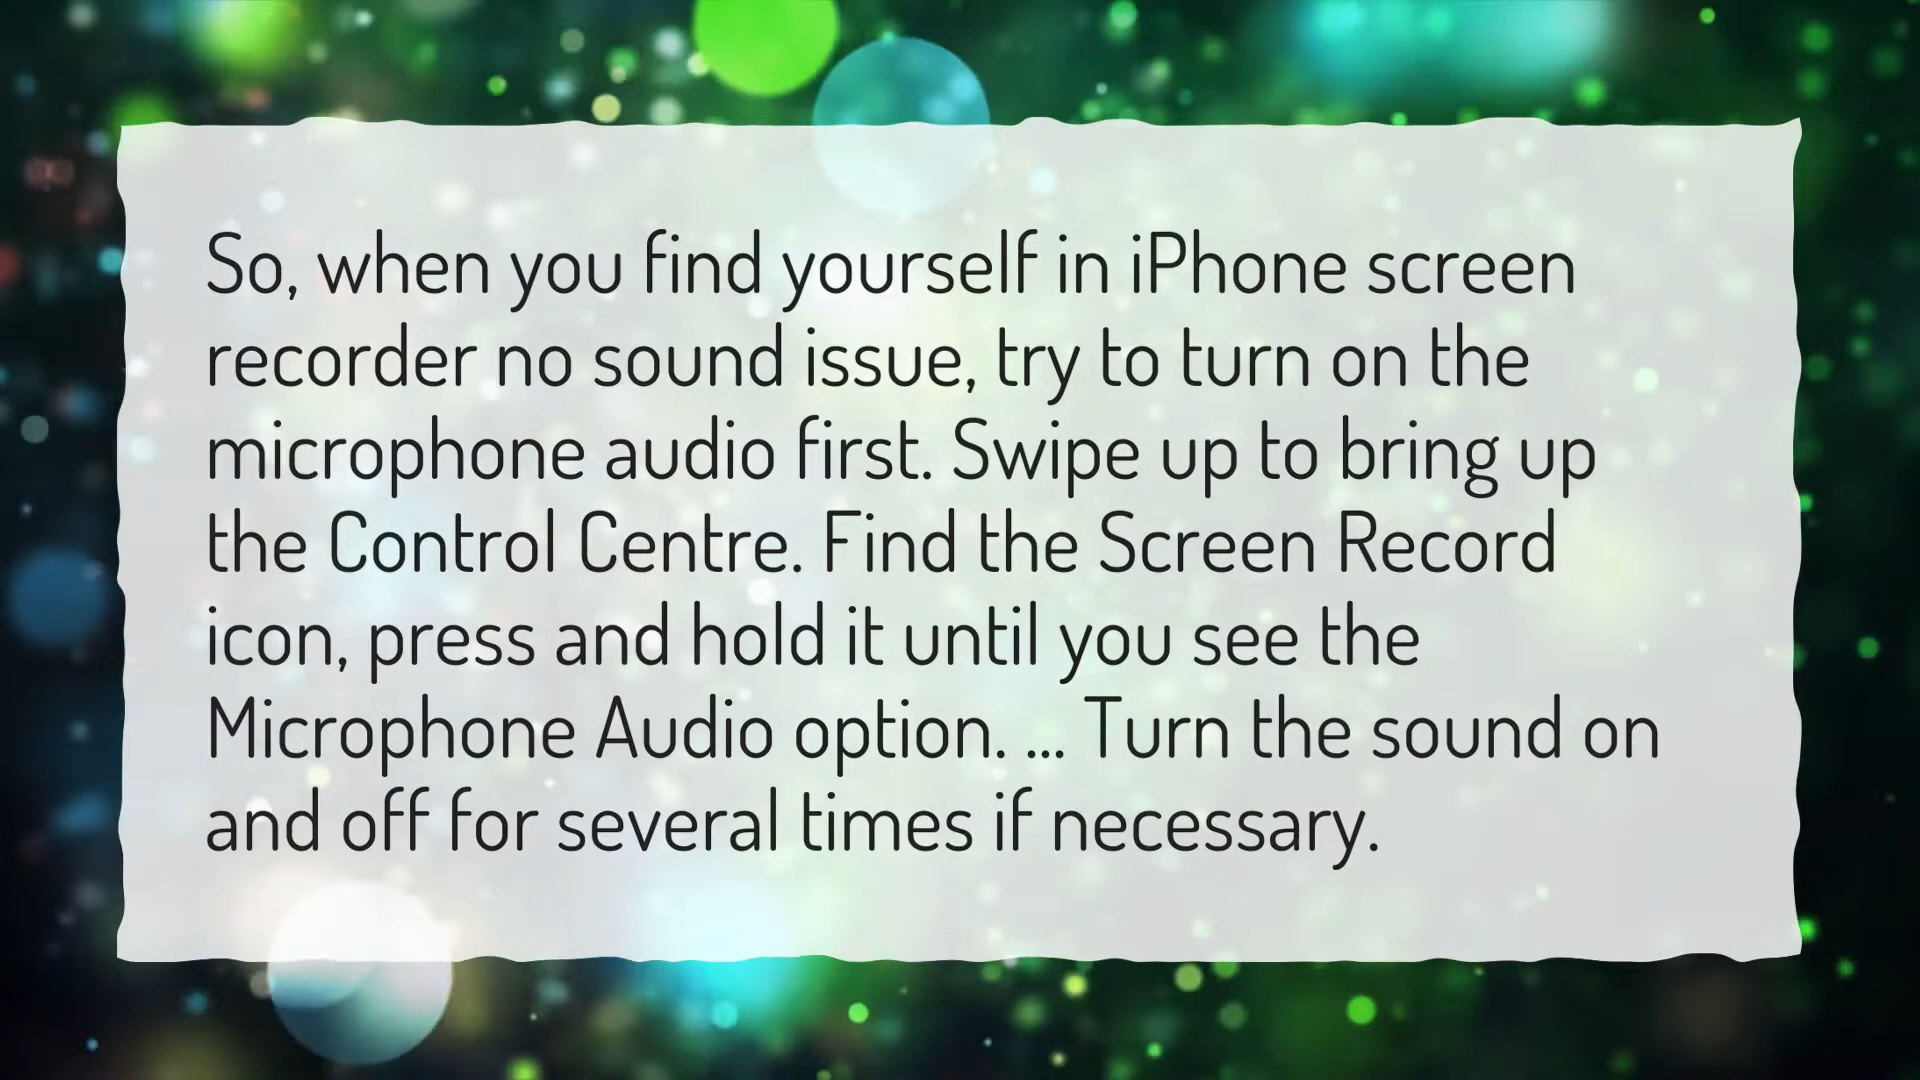 So, when you find yourself in iPhone screen
recorder no sound issue, try to turn on the
microphone audio first. Swipe up to bring up
the Control Centre. Find the Screen Record
icon, press and hold it until you see the
Microphone Audio option. ... Turn the sound on
and off for several times if necessary.